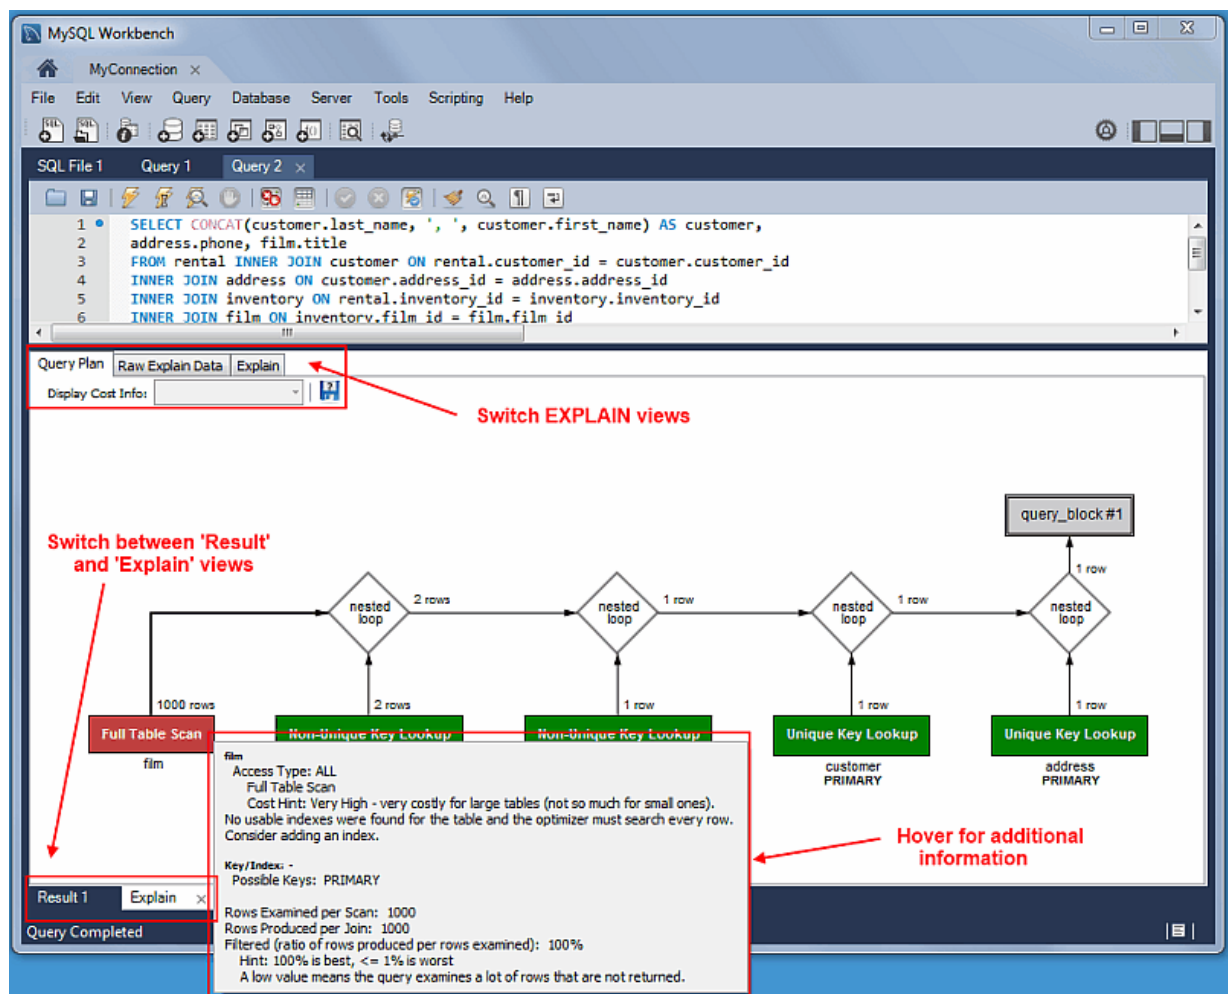 MySQL Workbench
MyConnection
File Edit View Query Database Server Tools Scripting Help
SQL File 1 Query 1 Query 2
1 SELECT CONCAT(customer.last_name, ', ', customer.first_name) AS customer,
2 address.phone, film.title
3 FROM rental INNER JOIN customer ON rental.customer_id = customer.customer_id
4 INNER JOIN address ON customer.address_id = address.address_id
5 INNER JOIN inventory ON rental.inventory_id = inventory.inventory_id
6 INNER JOIN film ON inventory.film_id = film.film_id
Query Plan Raw Explain Data Explain
Display Cost Info:
Switch EXPLAIN views
query_block #1
Switch between 'Result'
and 'Explain' views
1 row
nested
loop
2 rows
nested
loop
1 row
nested
loop
1 row
nested
loop
1000 rows 2 rows 1 row 1 row 1 row
Full Table Scan Non-Unique Key Lookup Non-Unique Key Lookup Unique Key Lookup Unique Key Lookup
film customer address
PRIMARY PRIMARY
film
Access Type: ALL
Full Table Scan
Cost Hint: Very High - very costly for large tables (not so much for small ones).
No usable indexes were found for the table and the optimizer must search every row.
Consider adding an index.
Key/Index: -
Possible Keys: PRIMARY
Rows Examined per Scan: 1000
Rows Produced per Join: 1000
Filtered (ratio of rows produced per rows examined): 100%
Hint: 100% is best, <= 1% is worst
A low value means the query examines a lot of rows that are not returned.
Hover for additional
information
Result 1 Explain
Query Completed